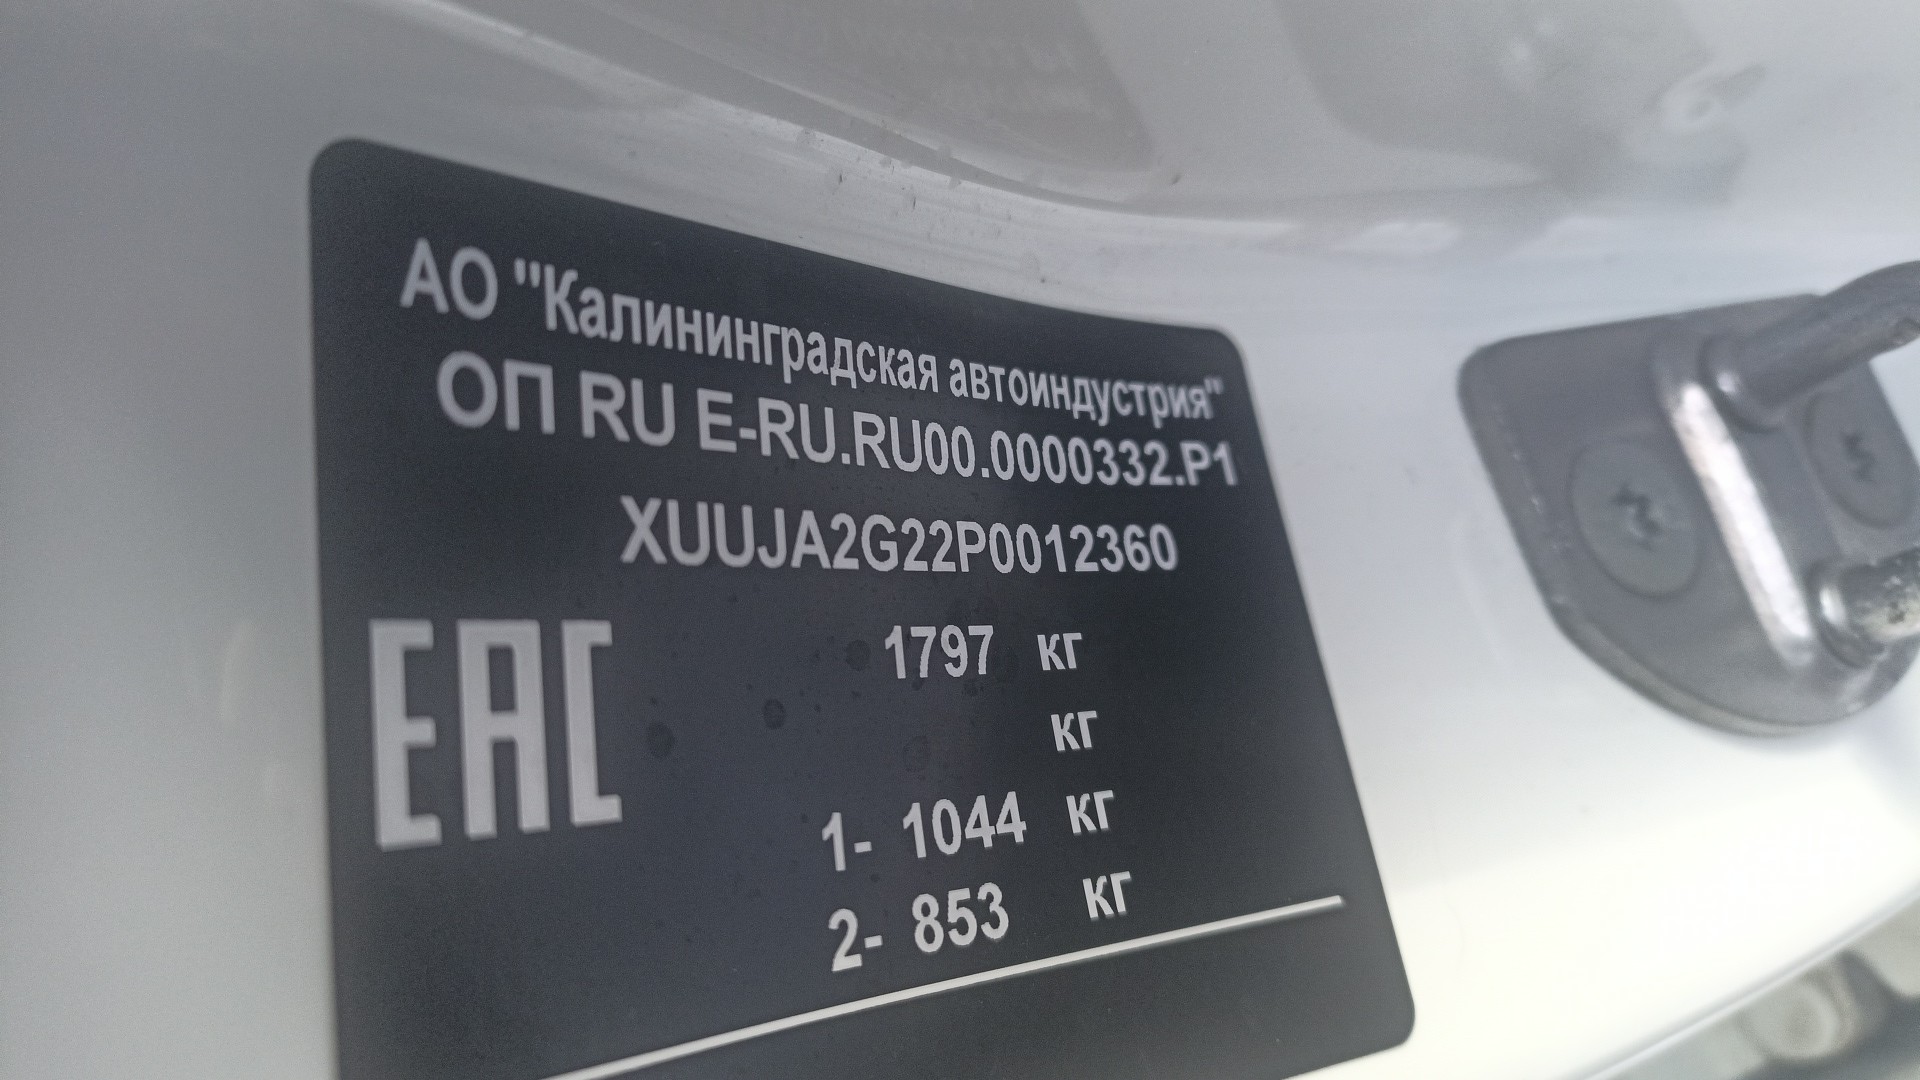 АО "Калининградская автоиндустрия"
ОП RU E-RU.RU00.0000332.P1
XUUJA2G22P0012360
EAC
1797 кг
кг
1- 1044 кг
2- 853 кг